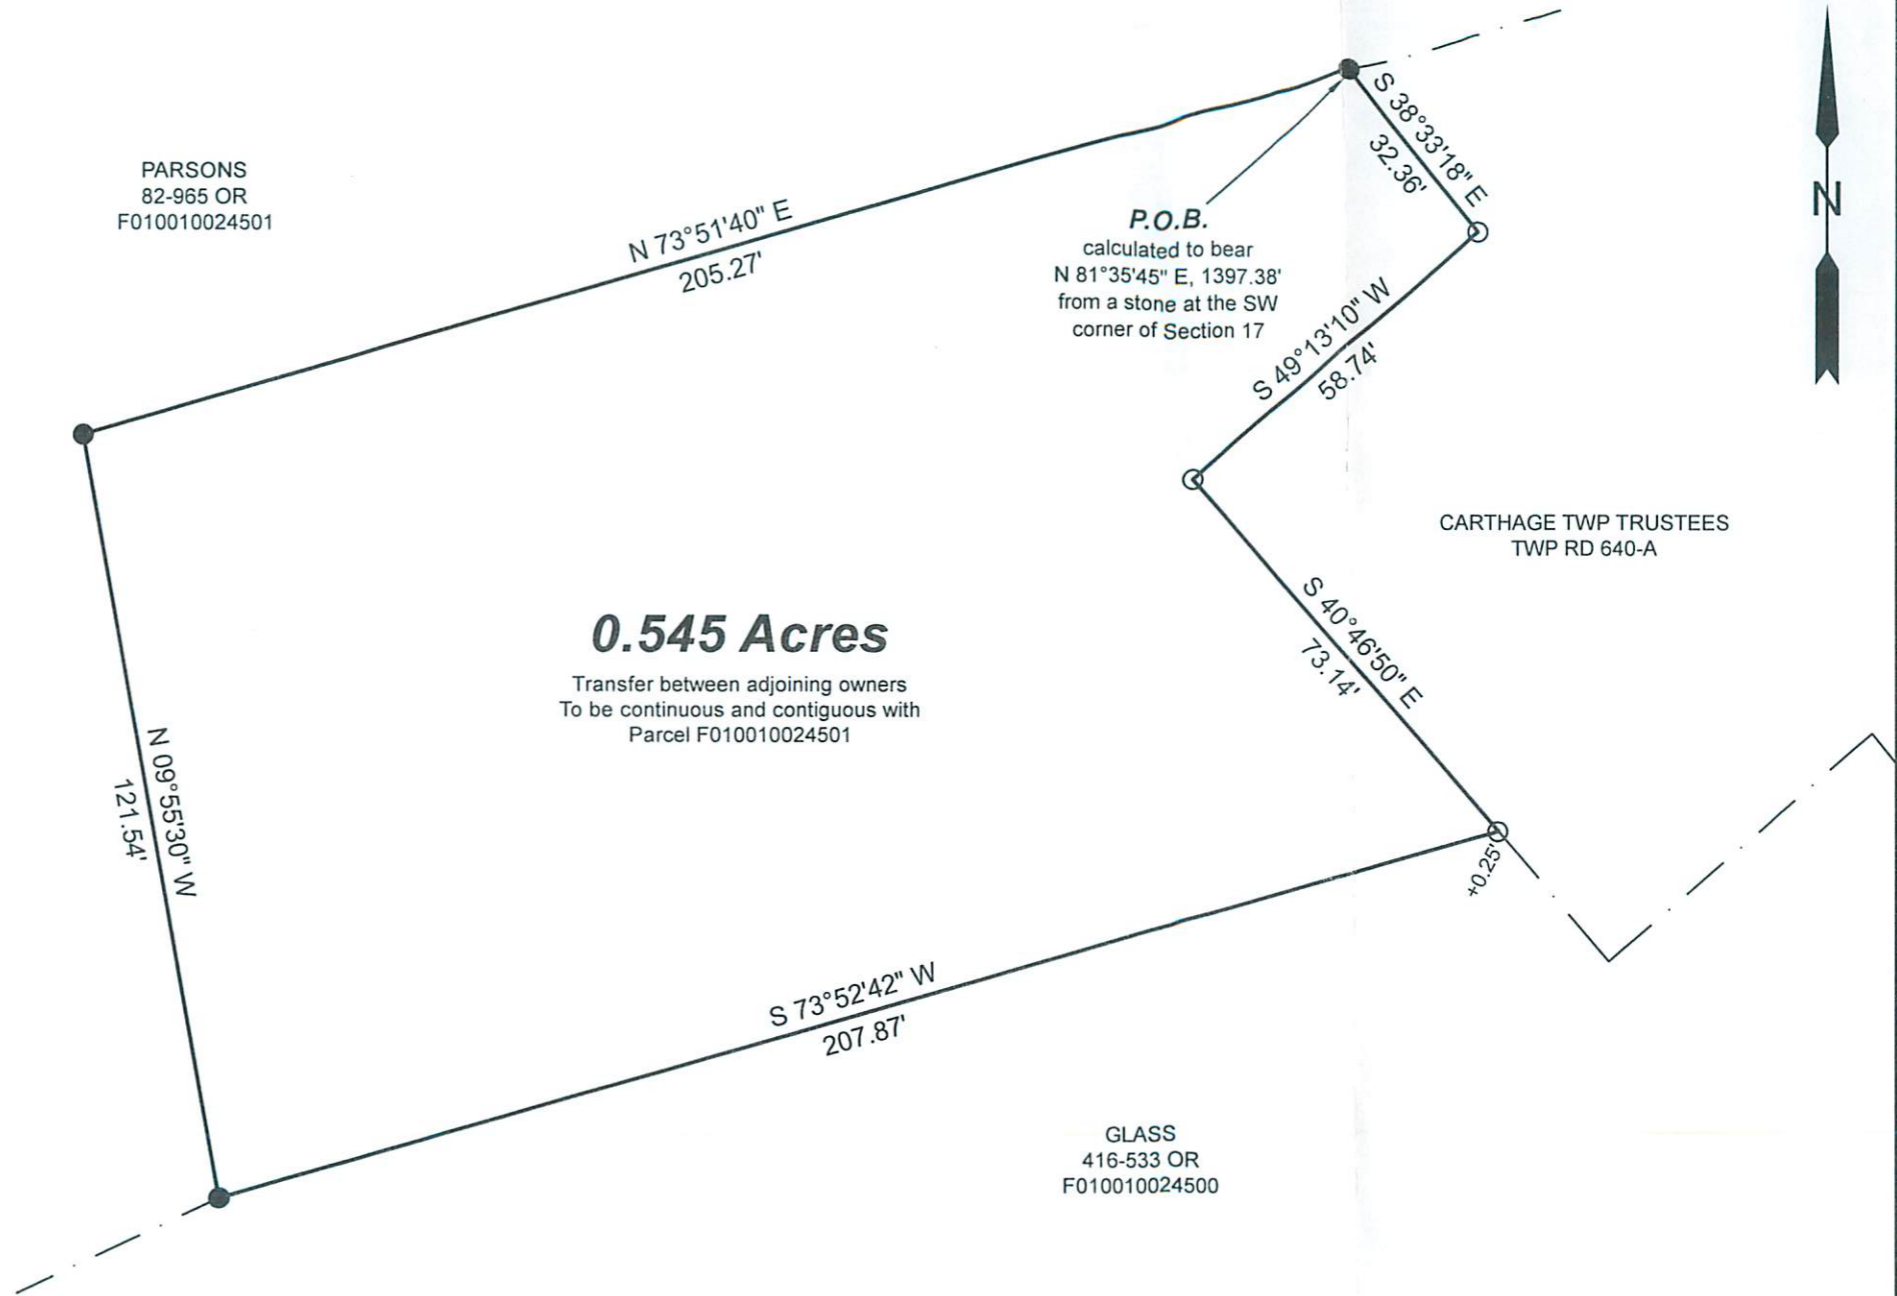 S 38°33'18" E
32.36'
PARSONS
82-965 OR
F010010024501
N
N 73°51'40" E
205.27'
P.O.B.
calculated to bear
N 81°35'45" E, 1397.38'
from a stone at the SW
corner of Section 17
S 49°13'10" W
58.74'
CARTHAGE TWP TRUSTEES
TWP RD 640-A
0.545 Acres
Transfer between adjoining owners
To be continuous and contiguous with
Parcel F010010024501
S 40°46'50" E
73.14'
N 09°55'30" W
121.54'
+0.25'
S 73°52'42" W
207.87'
GLASS
416-533 OR
F010010024500